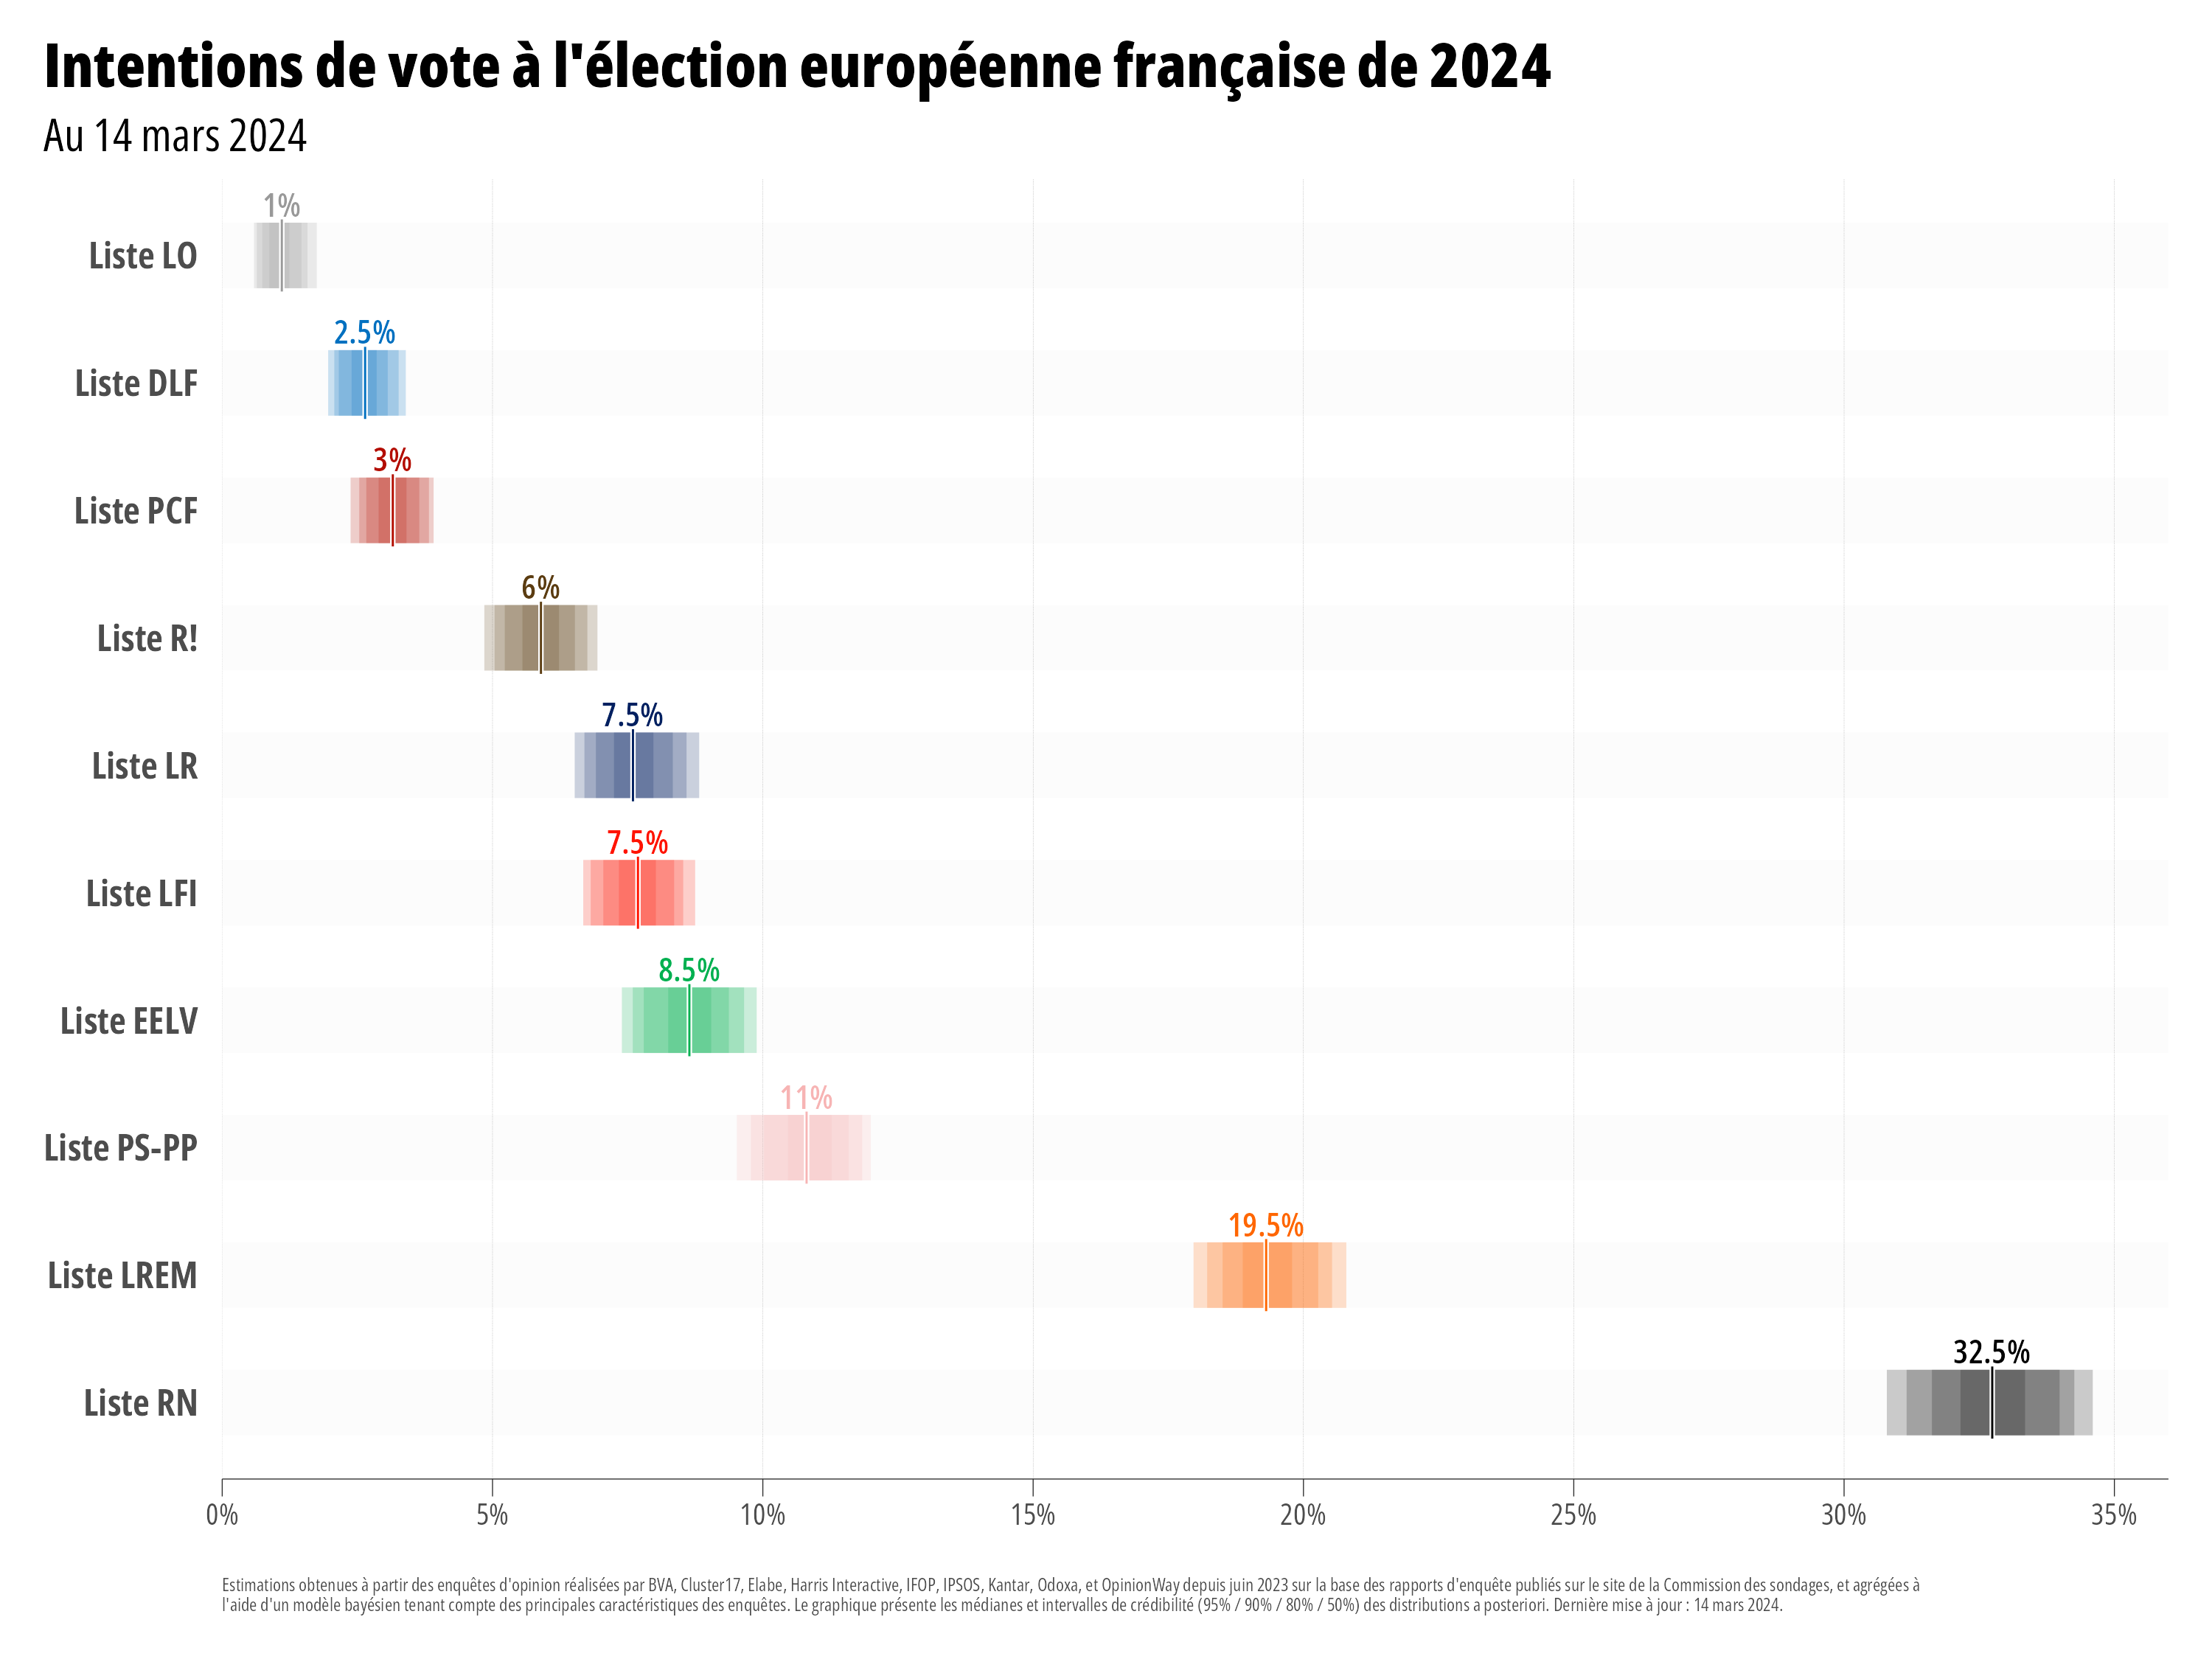 Intentions de vote à l'élection européenne française de 2024
Au 14 mars 2024
1%
Liste LO
2.5%
Liste DLF
3%
Liste PCF
6%
Liste R!
7.5%
Liste LR
7.5%
Liste LFI
8.5%
Liste EELV
11%
Liste PS-PP
19.5%
Liste LREM
32.5%
Liste RN
0% 5% 10% 15% 20% 25% 30% 35%
Estimations obtenues à partir des enquêtes d'opinion réalisées par BVA, Cluster17, Elabe, Harris Interactive, IFOP, IPSOS, Kantar, Odoxa, et OpinionWay depuis juin 2023 sur la base des rapports d'enquête publiés sur le site de la Commission des sondages, et agrégées à
l'aide d'un modèle bayésien tenant compte des principales caractéristiques des enquêtes. Le graphique présente les médianes et intervalles de crédibilité (95% / 90% / 80% / 50%) des distributions a posteriori. Dernière mise à jour : 14 mars 2024.